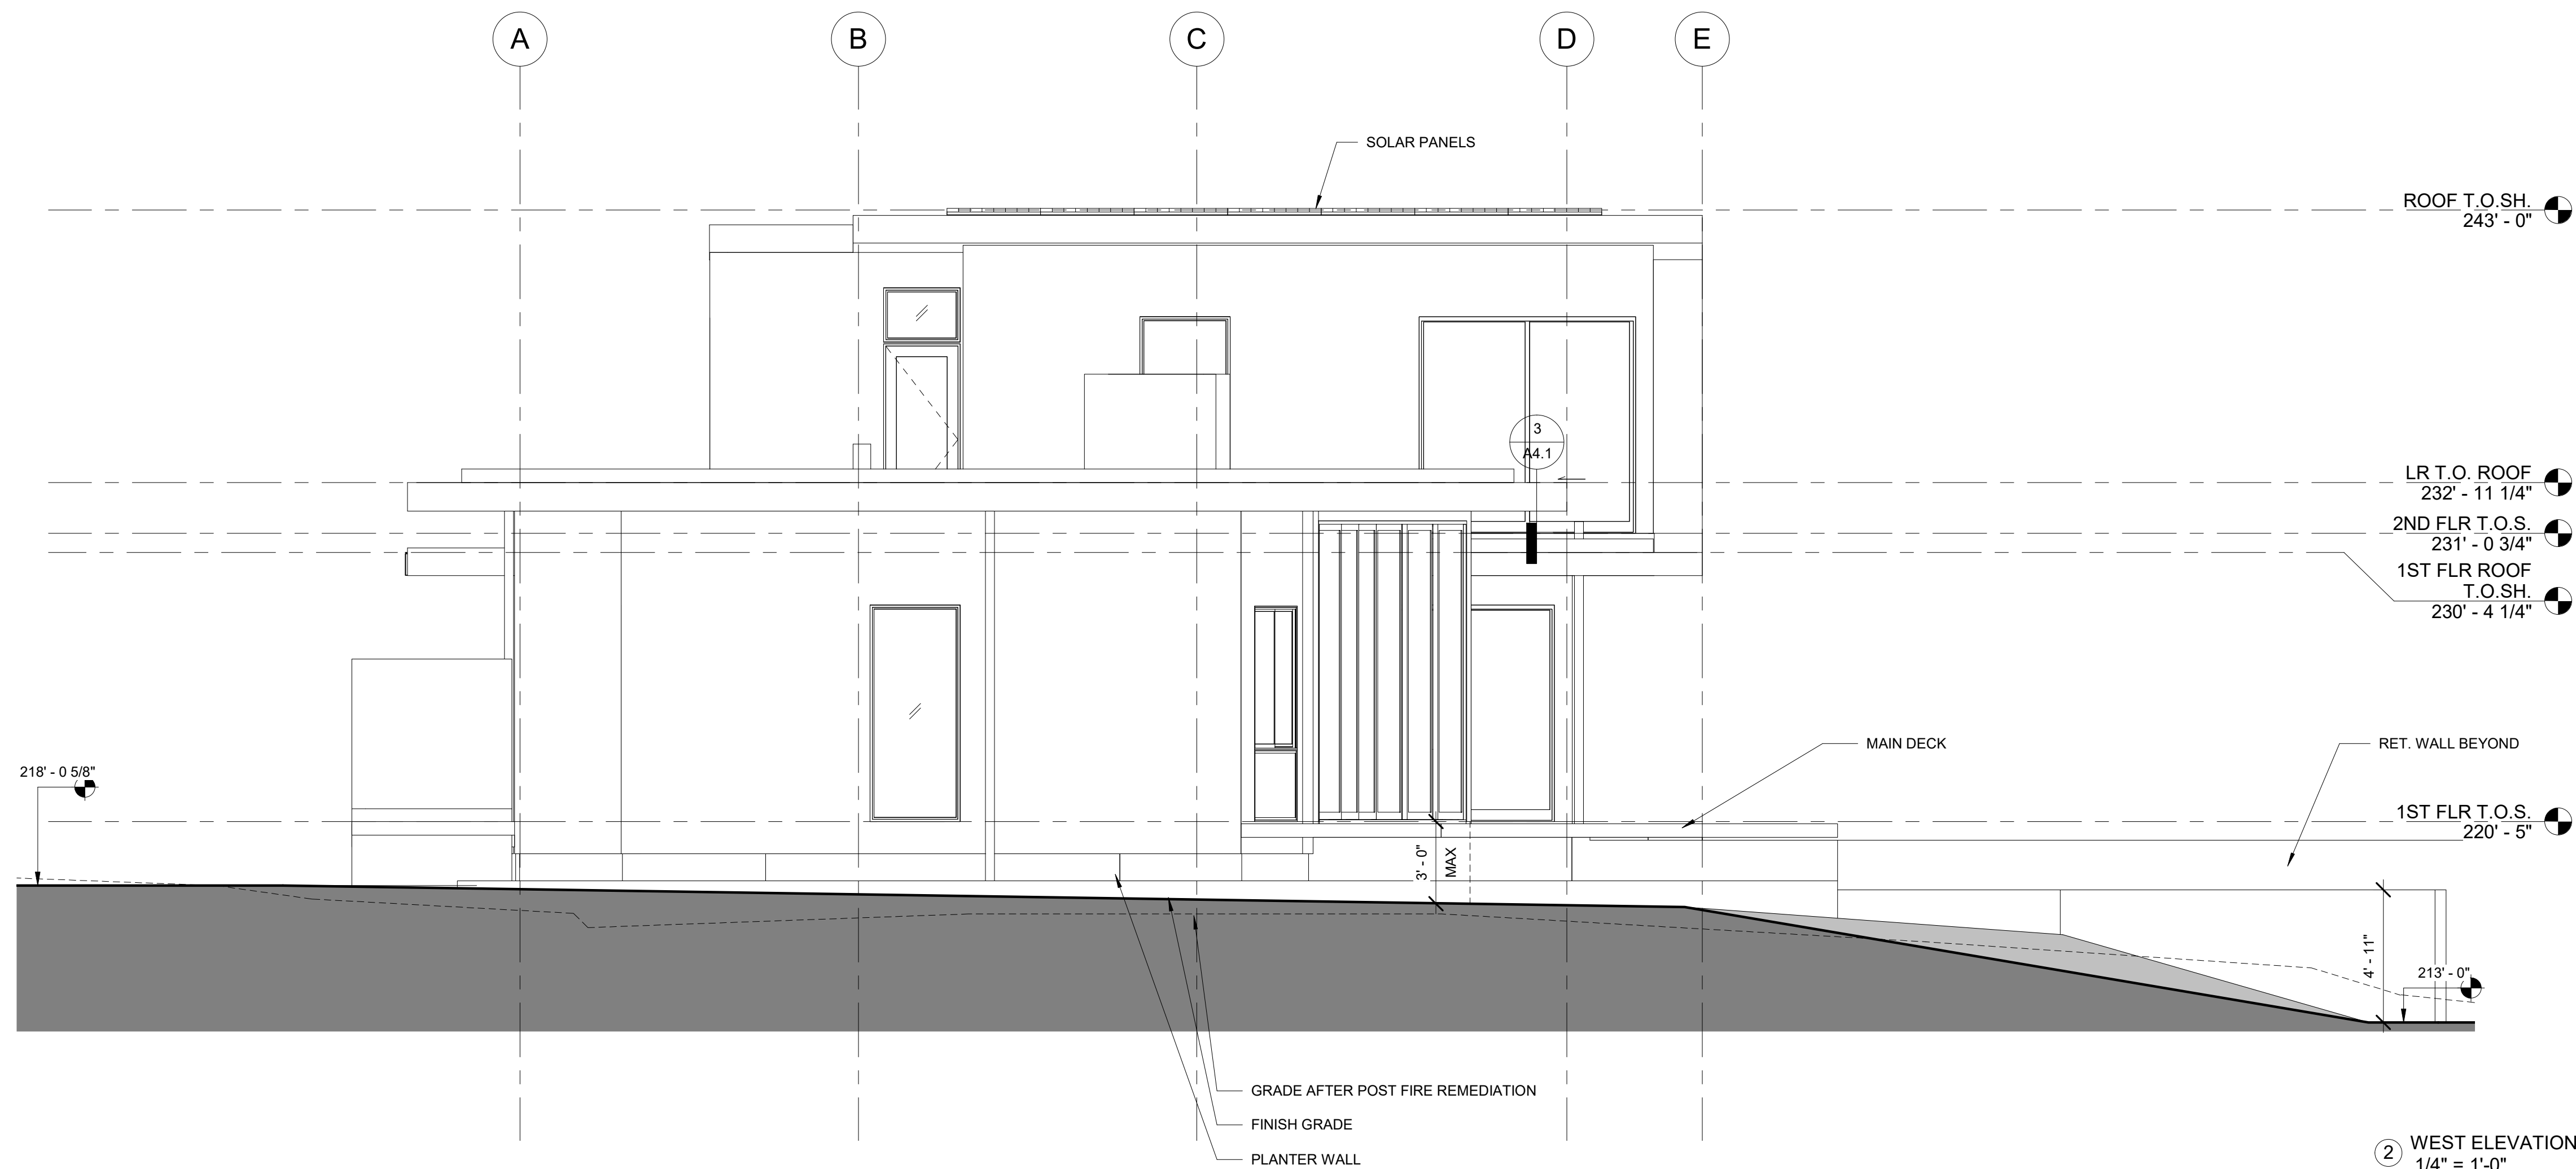 A
B
C
D
E
SOLAR PANELS
ROOF T.O.SH.
243' - 0"
3
A4.1
LR T.O. ROOF
232' - 11 1/4"
2ND FLR T.O.S.
231' - 0 3/4"
1ST FLR ROOF
T.O.SH.
230' - 4 1/4"
MAIN DECK
RET. WALL BEYOND
218' - 0 5/8"
1ST FLR T.O.S.
220' - 5"
3' - 0"
MAX
4' - 11"
213' - 0"
GRADE AFTER POST FIRE REMEDIATION
FINISH GRADE
PLANTER WALL
2
WEST ELEVATION
1/4" = 1'-0"